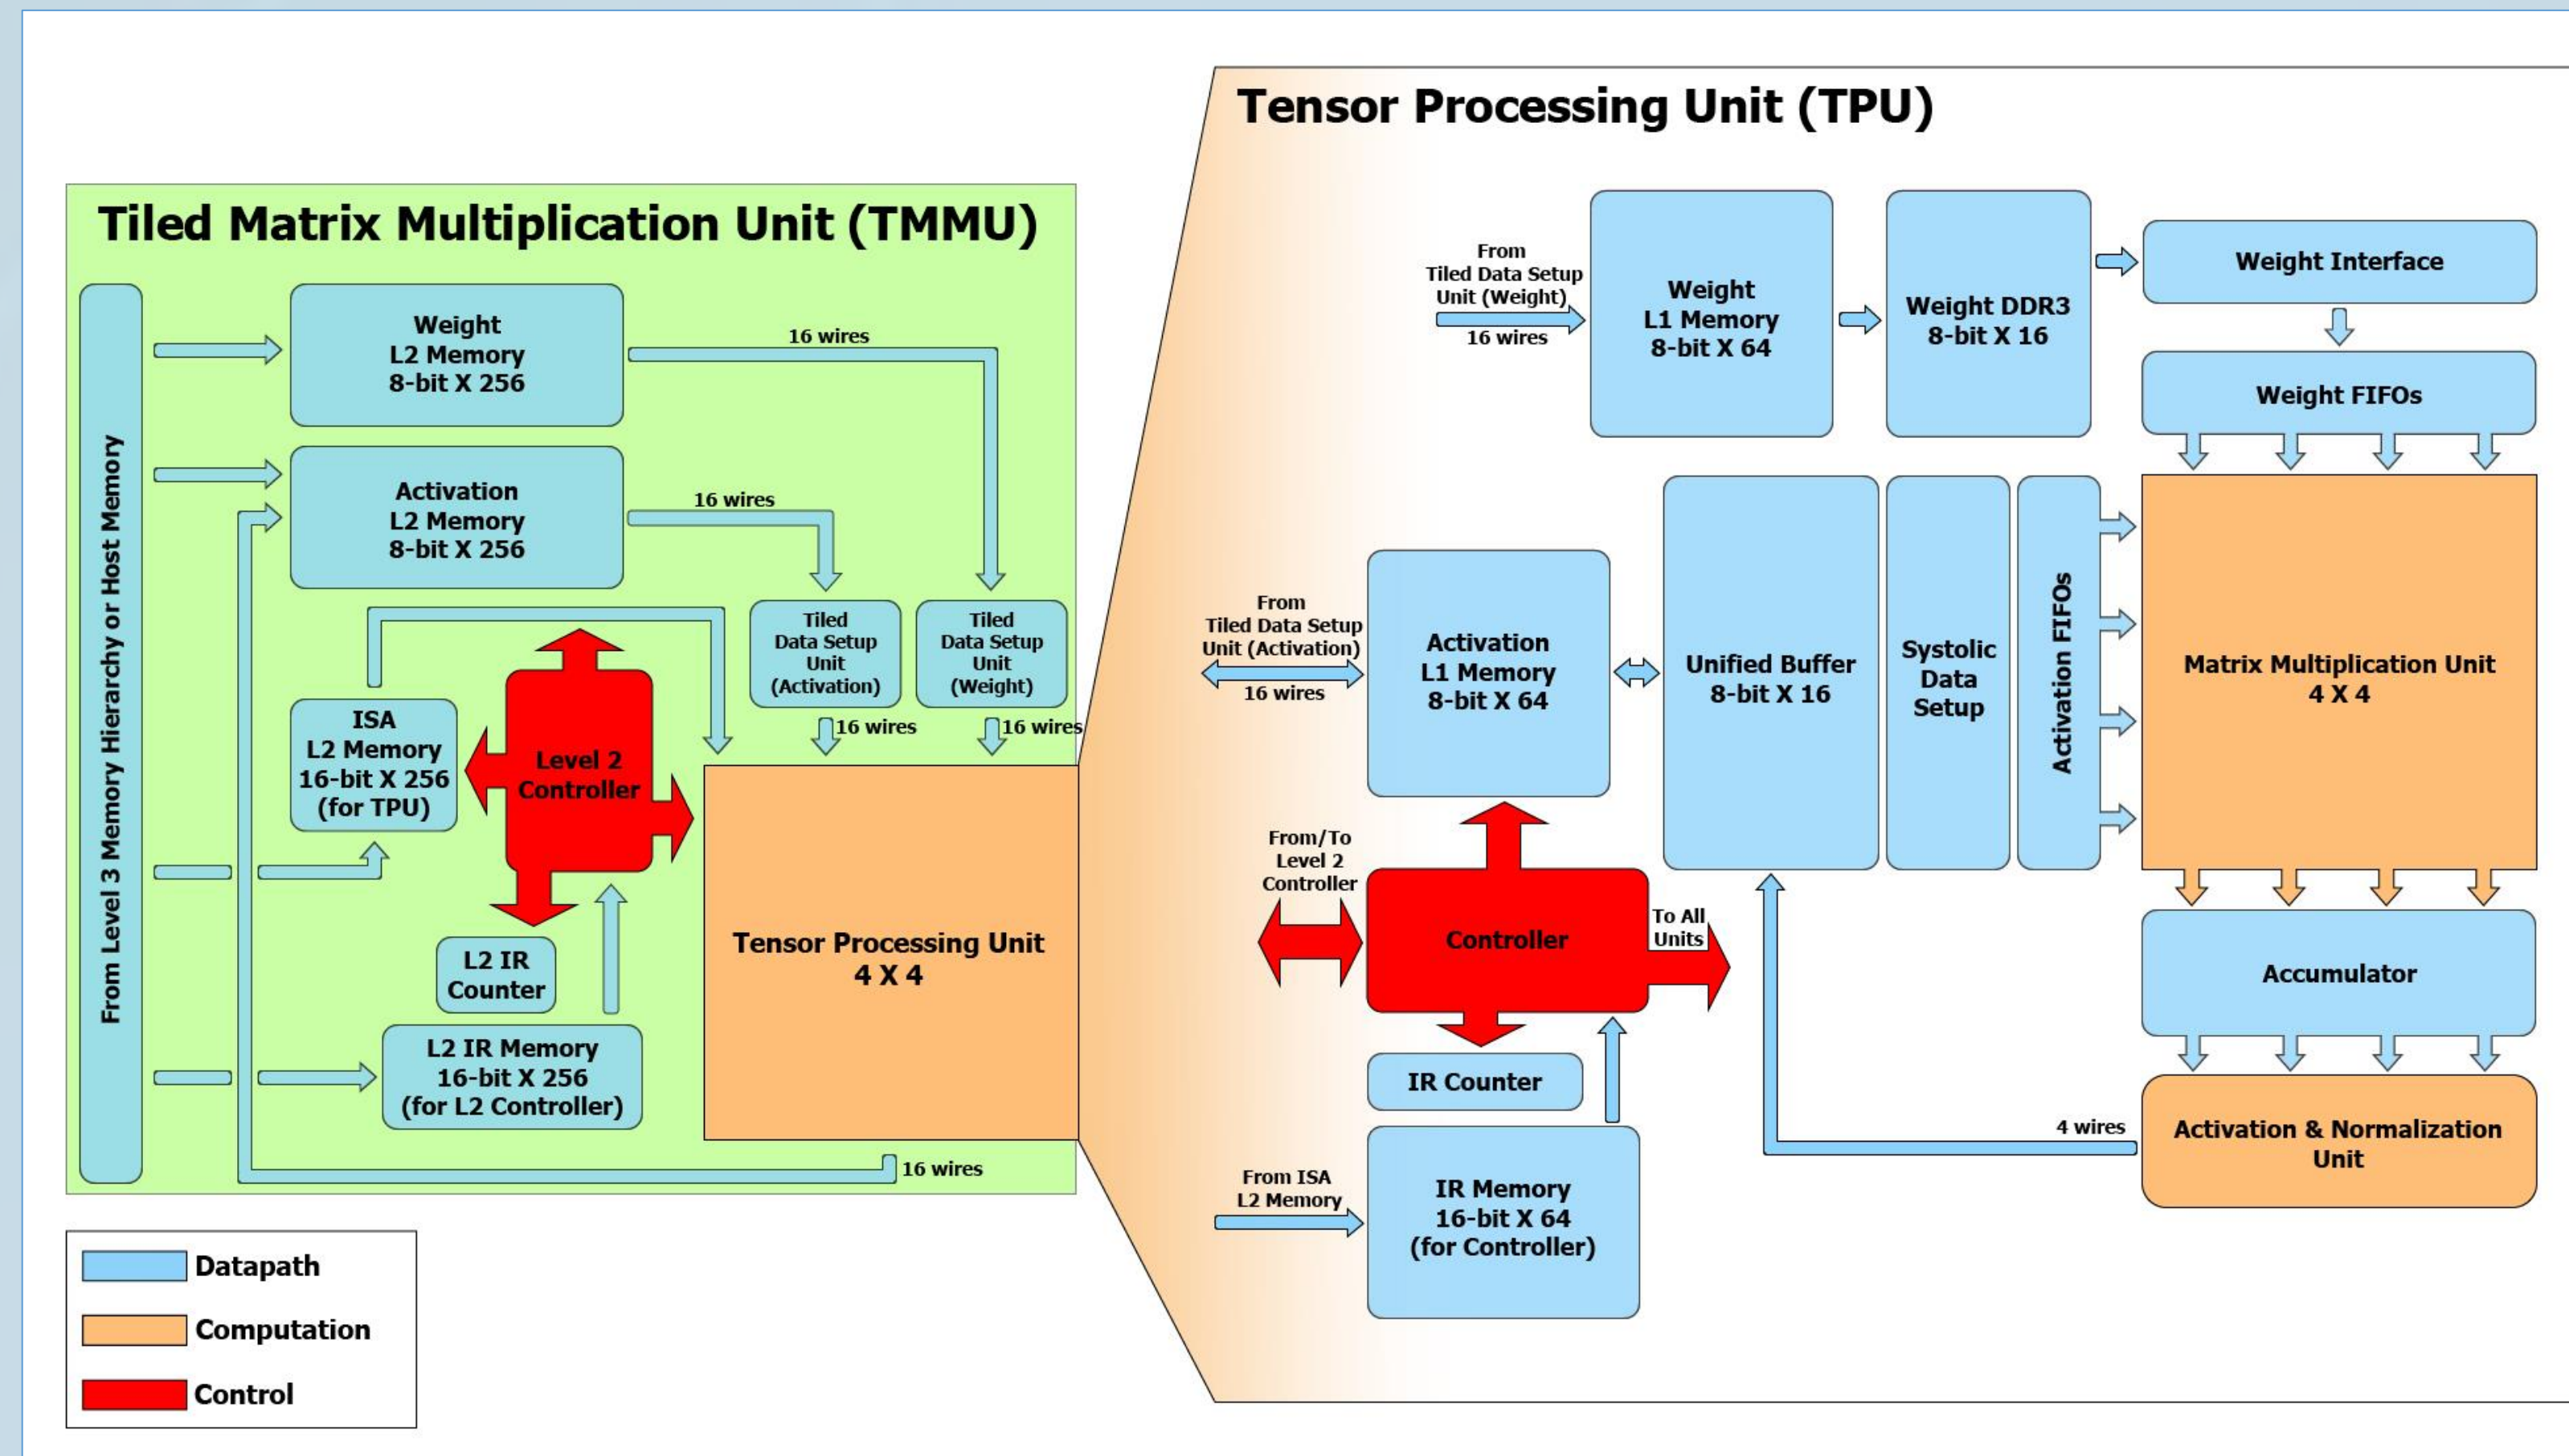 Tiled Matrix Multiplication Unit (TMMU)
From Level 3 Memory Hierarchy or Host Memory
Weight
L2 Memory
8-bit X 256
16 wires
Activation
L2 Memory
8-bit X 256
16 wires
Tiled
Data Setup
Unit
(Activation)
Tiled
Data Setup
Unit
(Weight)
16 wires
16 wires
ISA
L2 Memory
16-bit X 256
(for TPU)
Level 2
Controller
L2 IR
Counter
L2 IR Memory
16-bit X 256
(for L2 Controller)
Tensor Processing Unit
4 X 4
16 wires
Datapath
Computation
Control
Tensor Processing Unit (TPU)
From
Tiled Data Setup
Unit (Weight)
16 wires
Weight
L1 Memory
8-bit X 64
Weight DDR3
8-bit X 16
Weight Interface
Weight FIFOs
From
Tiled Data Setup
Unit (Activation)
16 wires
Activation
L1 Memory
8-bit X 64
Unified Buffer
8-bit X 16
Systolic
Data
Setup
Activation FIFOs
Matrix Multiplication Unit
4 X 4
From/To
Level 2
Controller
Controller
To All
Units
Accumulator
IR Counter
4 wires
Activation & Normalization
Unit
From ISA
L2 Memory
IR Memory
16-bit X 64
(for Controller)